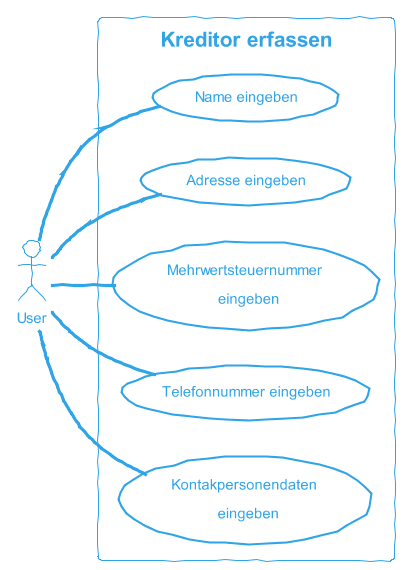 Kreditor erfassen
Name eingeben
Adresse eingeben
Mehrwertsteuernummer
eingeben
User
Telefonnummer eingeben
Kontakpersonendaten
eingeben